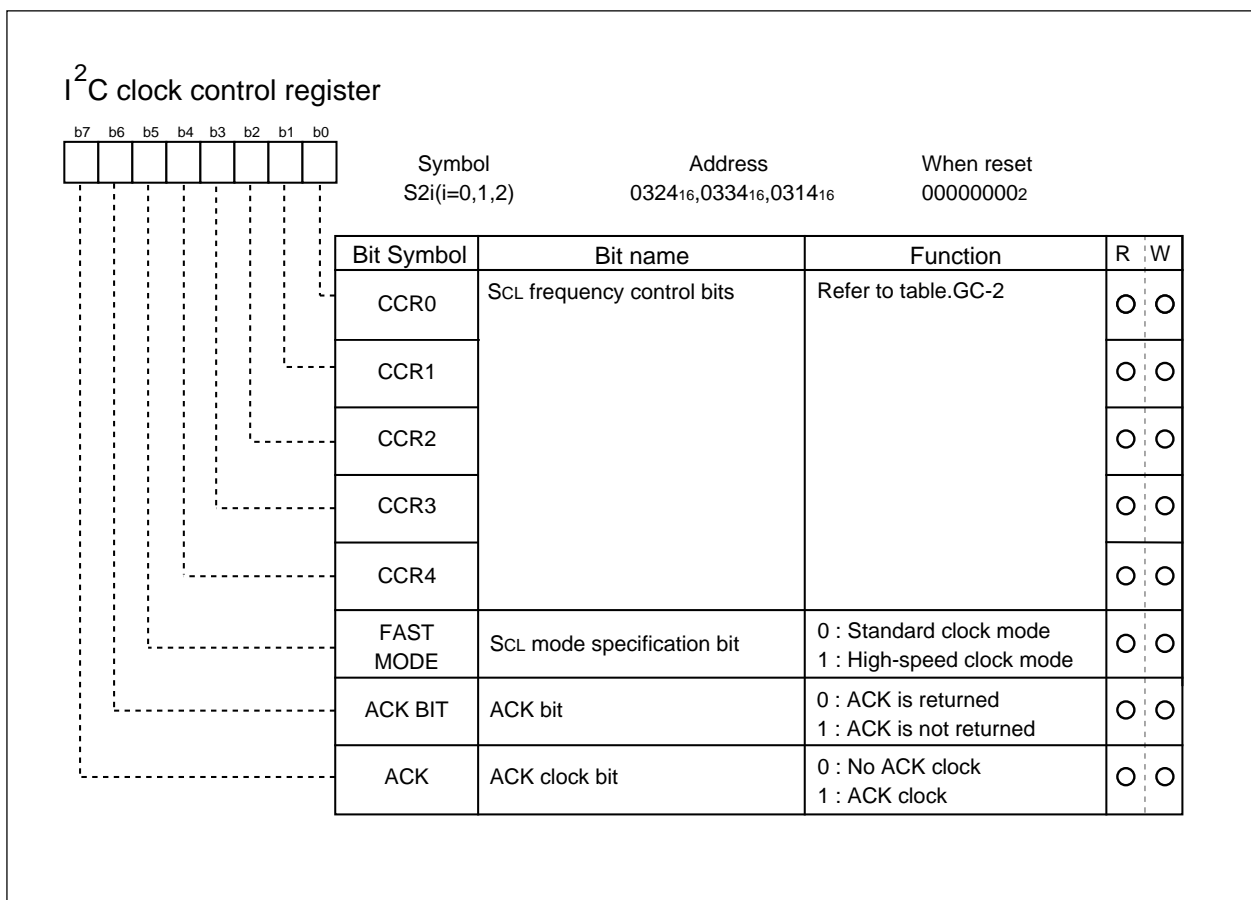 I2C clock control register
b7 b6 b5 b4 b3 b2 b1 b0
Symbol Address When reset
S2i(i=0,1,2) 032416,033416,031416 000000002
Bit Symbol Bit name Function R W
CCR0 SCL frequency control bits Refer to table.GC-2
CCR1
CCR2
CCR3
CCR4
FAST MODE SCL mode specification bit 0 : Standard clock mode
1 : High-speed clock mode
ACK BIT ACK bit 0 : ACK is returned
1 : ACK is not returned
ACK ACK clock bit 0 : No ACK clock
1 : ACK clock